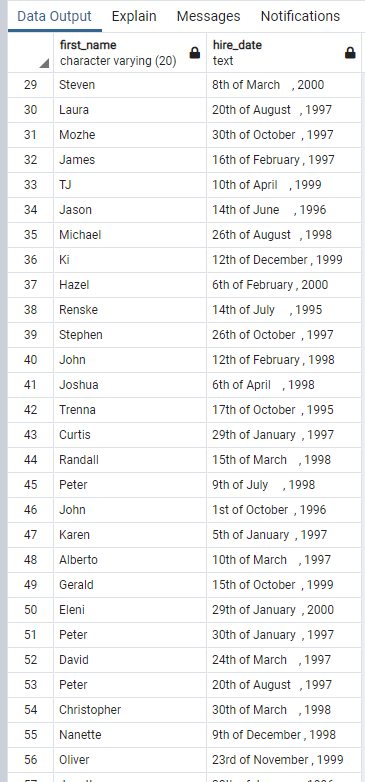 Data Output Explain Messages Notifications
first_name hire_date
character varying (20) text
29 Steven 8th of March , 2000
30 Laura 20th of August , 1997
31 Mozhe 30th of October , 1997
32 James 16th of February , 1997
33 TJ 10th of April , 1999
34 Jason 14th of June , 1996
35 Michael 26th of August , 1998
36 Ki 12th of December , 1999
37 Hazel 6th of February , 2000
38 Renske 14th of July , 1995
39 Stephen 26th of October , 1997
40 John 12th of February , 1998
41 Joshua 6th of April , 1998
42 Trenna 17th of October , 1995
43 Curtis 29th of January , 1997
44 Randall 15th of March , 1998
45 Peter 9th of July , 1998
46 John 1st of October , 1996
47 Karen 5th of January , 1997
48 Alberto 10th of March , 1997
49 Gerald 15th of October , 1999
50 Eleni 29th of January , 2000
51 Peter 30th of January , 1997
52 David 24th of March , 1997
53 Peter 20th of August , 1997
54 Christopher 30th of March , 1998
55 Nanette 9th of December , 1998
56 Oliver 23rd of November , 1999